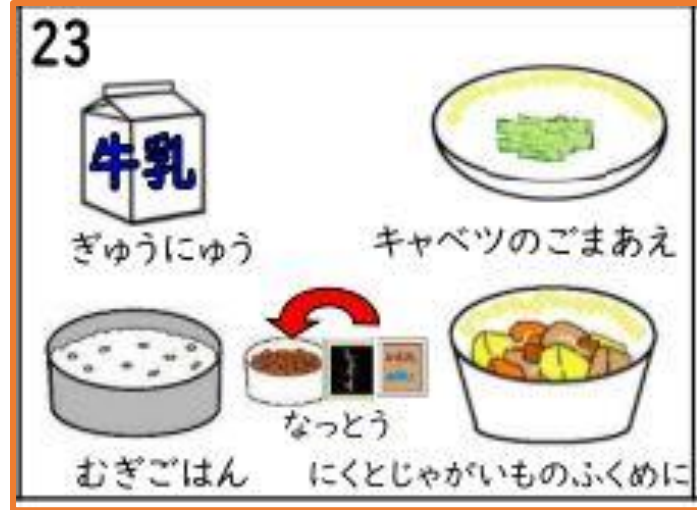 23
牛乳
ぎゅうにゅう
キャベツのごまあえ
なっとう
むぎごはん
にくとじゃがいものふくめに